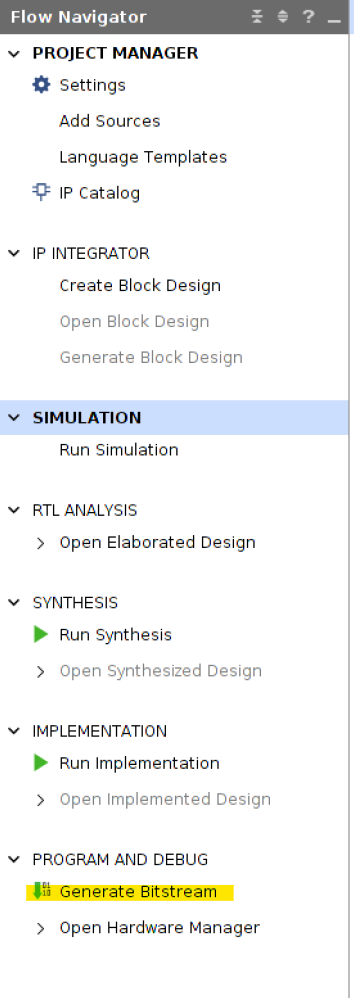 Flow Navigator ?
PROJECT MANAGER
Settings
Add Sources
Language Templates
IP Catalog
IP INTEGRATOR
Create Block Design
Open Block Design
Generate Block Design
SIMULATION
Run Simulation
RTL ANALYSIS
Open Elaborated Design
SYNTHESIS
Run Synthesis
Open Synthesized Design
IMPLEMENTATION
Run Implementation
Open Implemented Design
PROGRAM AND DEBUG
Generate Bitstream
Open Hardware Manager